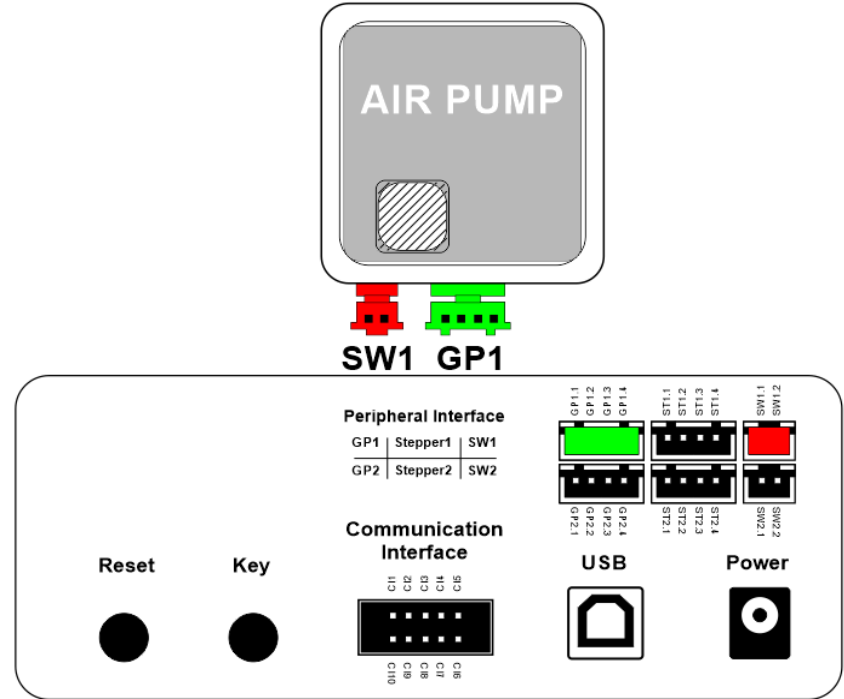 AIR PUMP
SW1 GP1
GP1.1 GP1.2 GP1.3 GP1.4 ST1.1 ST1.2 ST1.3 ST1.4 SW1.1 SW1.2
Peripheral Interface
GP1 Stepper1 SW1
GP2 Stepper2 SW2
GP2.1 GP2.2 GP2.3 GP2.4 ST2.1 ST2.2 ST2.3 ST2.4 SW2.1 SW2.2
Communication
Interface
Reset Key USB Power
CI1 CI2 CI3 CI4 CI5
CI10 CI9 CI8 CI7 CI6